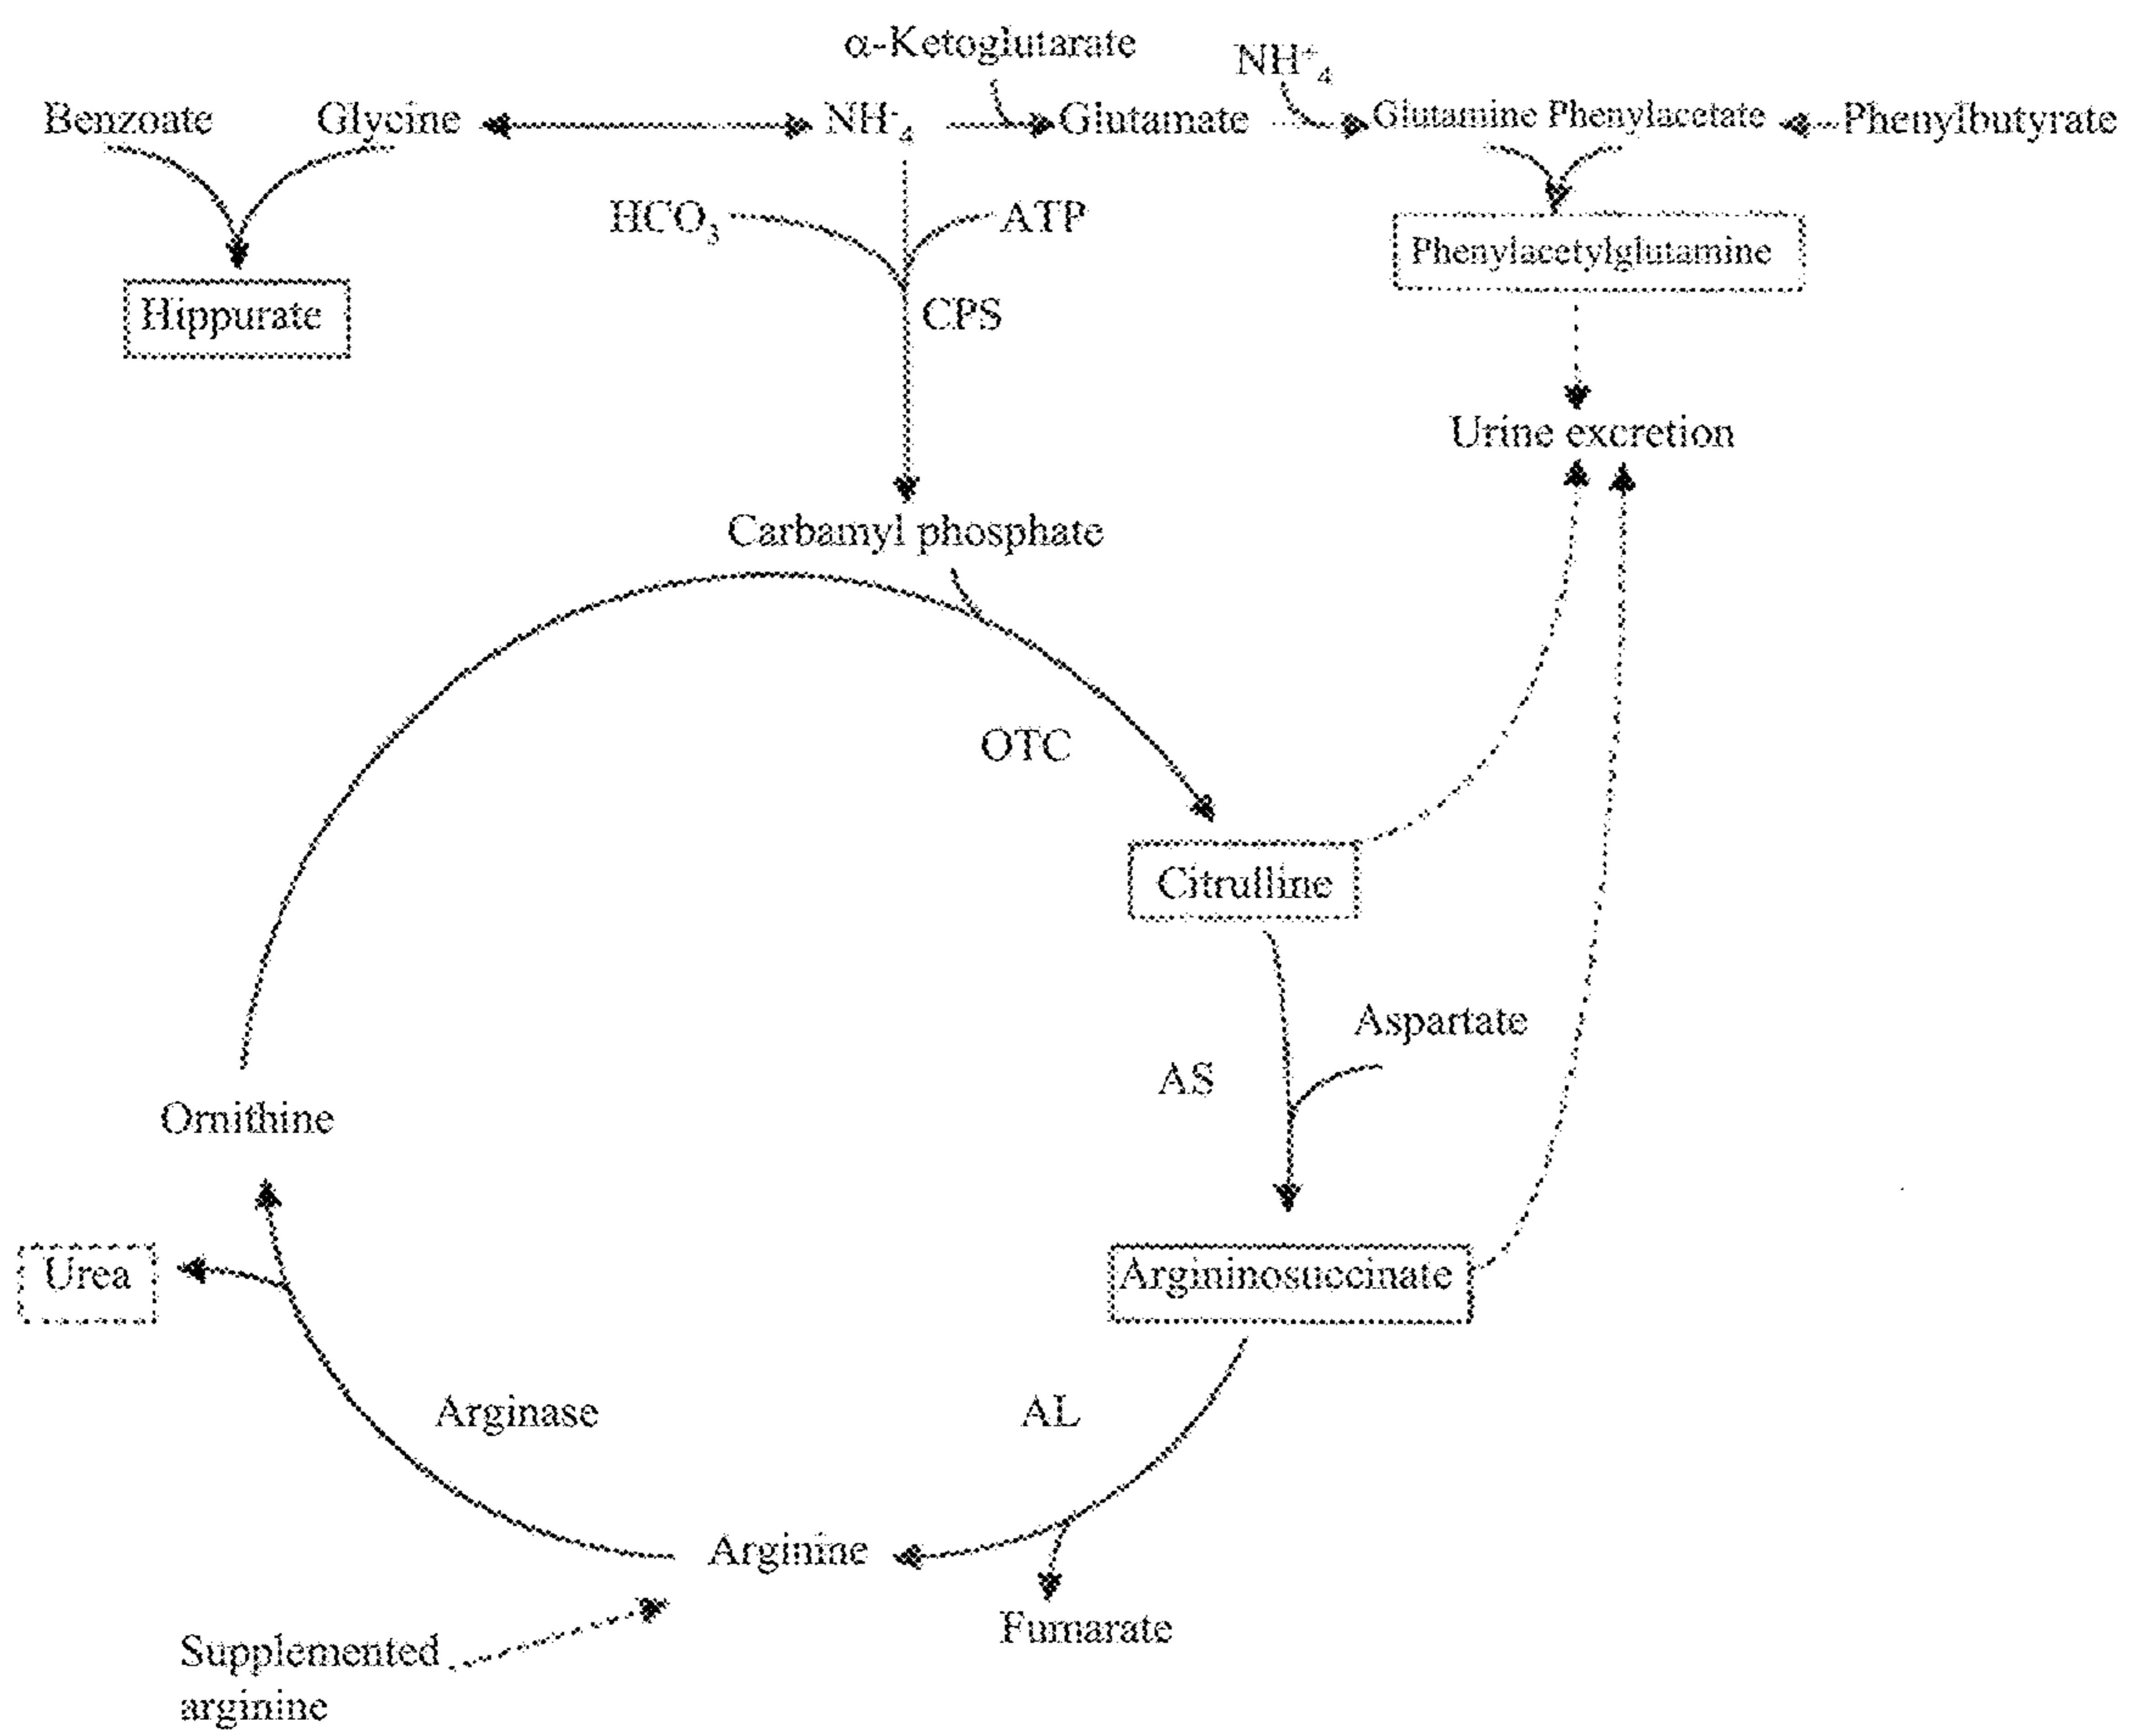 α-Ketoglutarate
NH⁺₄
Benzoate
Glycine
NH⁺₄
Glutamate
Glutamine Phenylacetate
Phenylbutyrate
HCO₃
ATP
Phenylacetylglutamine
Hippurate
CPS
Urine excretion
Carbamyl phosphate
OTC
Citrulline
Aspartate
AS
Ornithine
Urea
Argininosuccinate
Arginase
AL
Arginine
Fumarate
Supplemented
arginine